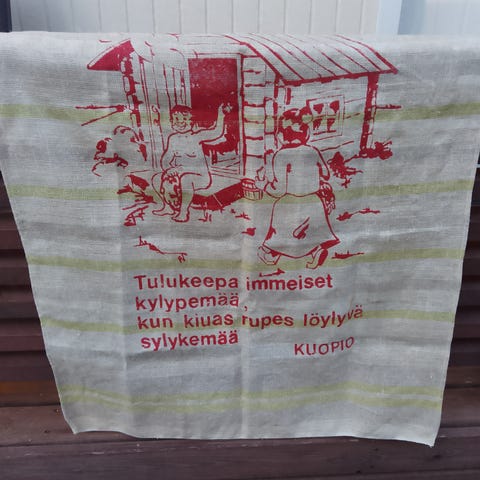 Tulukeepa immeiset
kylypemää,
kun kiuas rupes löylyvä
sylykemää
KUOPIO